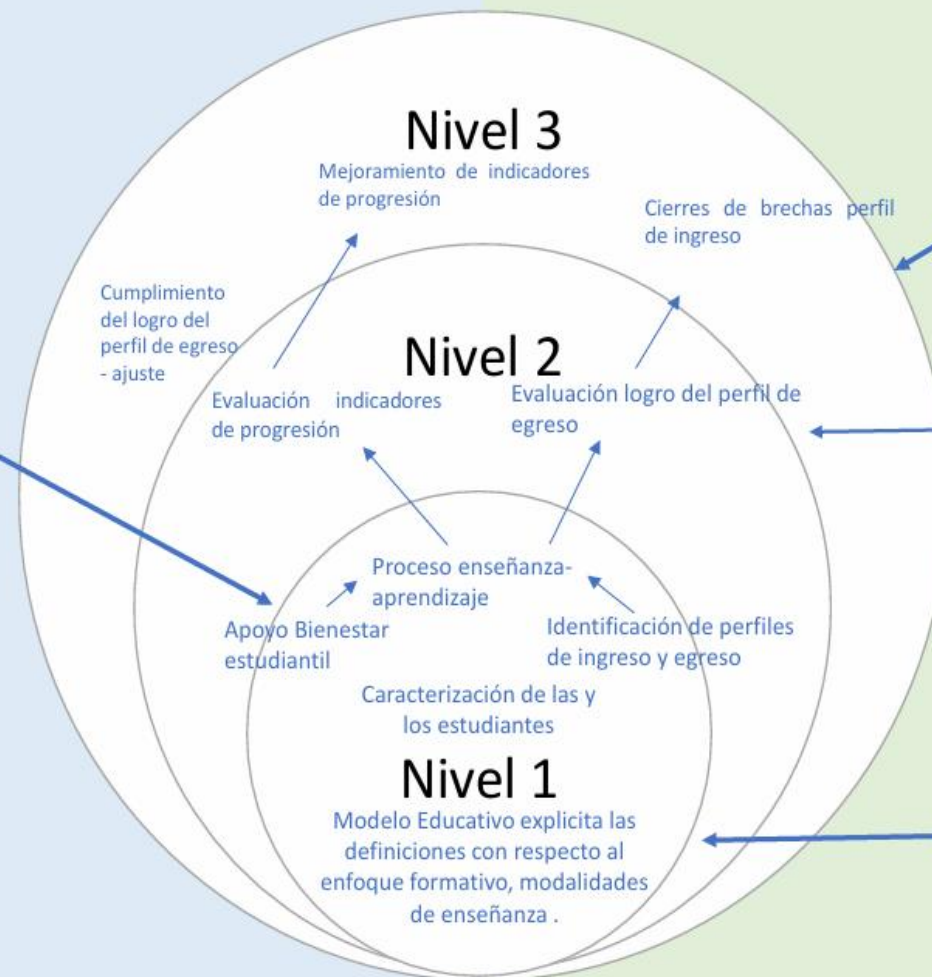 Nivel 3
Mejoramiento de indicadores
de progresión
Cierres de brechas perfil
de ingreso
Cumplimiento
del logro del
perfil de egreso
- ajuste
Nivel 2
Evaluación indicadores
de progresión
Evaluación logro del perfil de
egreso
Proceso enseñanza-
aprendizaje
Apoyo Bienestar
estudiantil
Identificación de perfiles
de ingreso y egreso
Caracterización de las y
los estudiantes
Nivel 1
Modelo Educativo explicita las
definiciones con respecto al
enfoque formativo, modalidades
de enseñanza .